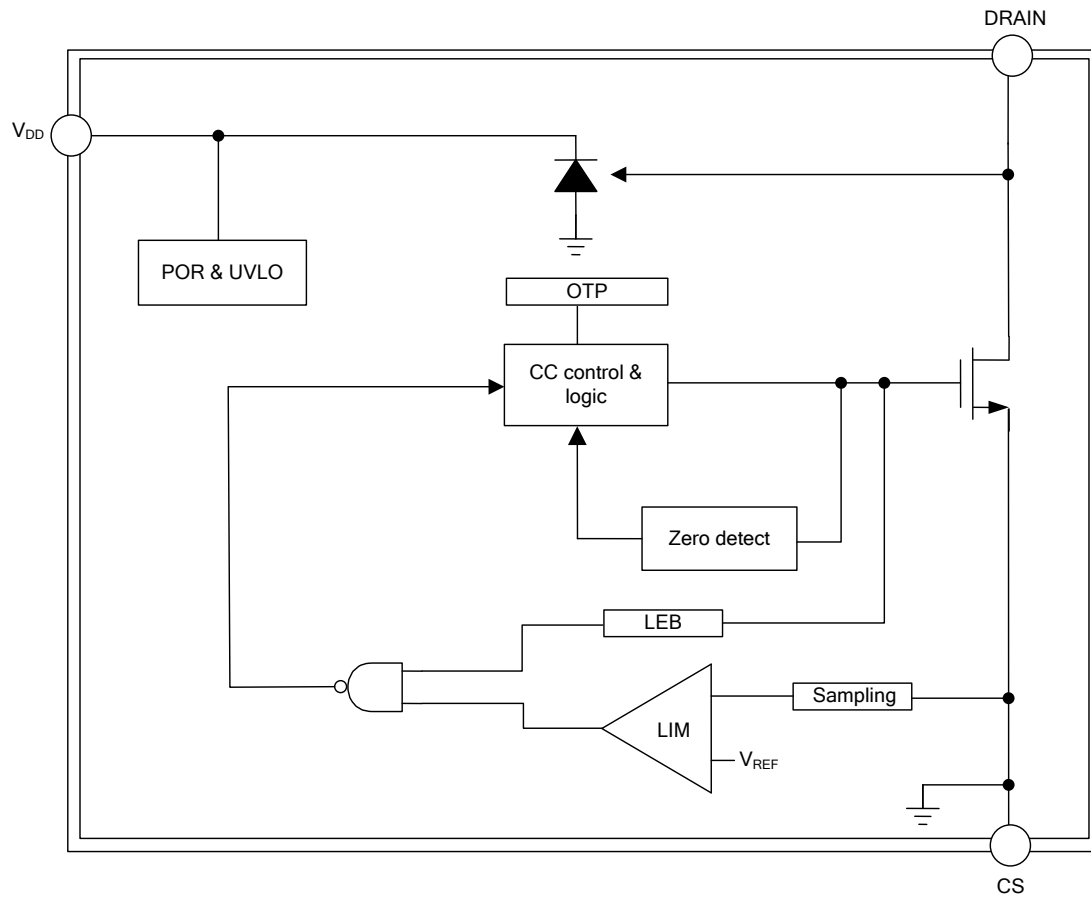 DRAIN
VDD
POR & UVLO
OTP
CC control &
logic
Zero detect
LEB
Sampling
LIM
VREF
CS